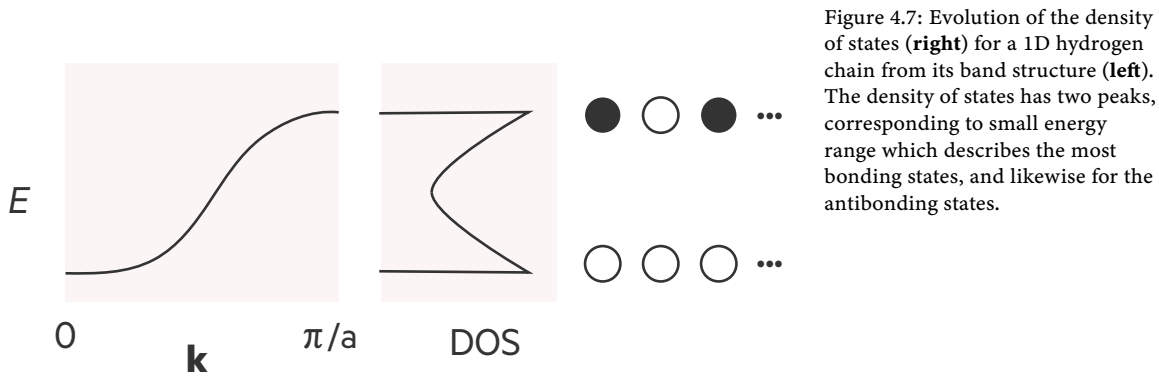 Figure 4.7: Evolution of the density
of states (right) for a 1D hydrogen
chain from its band structure (left).
The density of states has two peaks,
corresponding to small energy
range which describes the most
bonding states, and likewise for the
antibonding states.
E
0
π/a
k
DOS
•••
•••